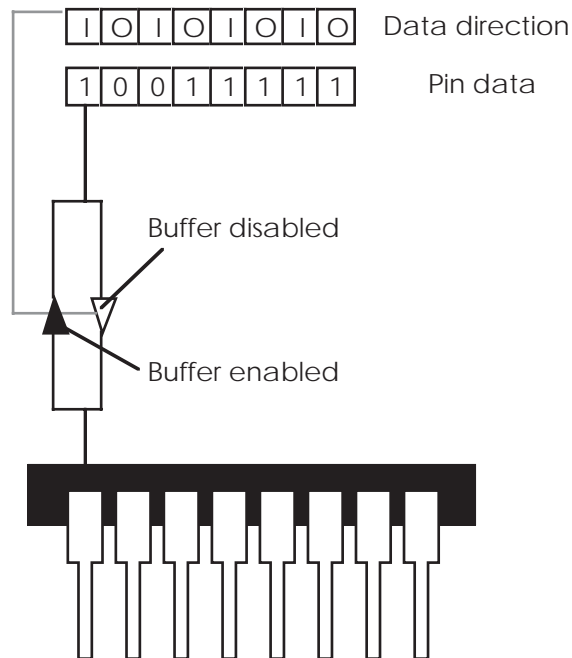 I O I O I O I O Data direction
1 0 0 1 1 1 1 1 Pin data
Buffer disabled
Buffer enabled